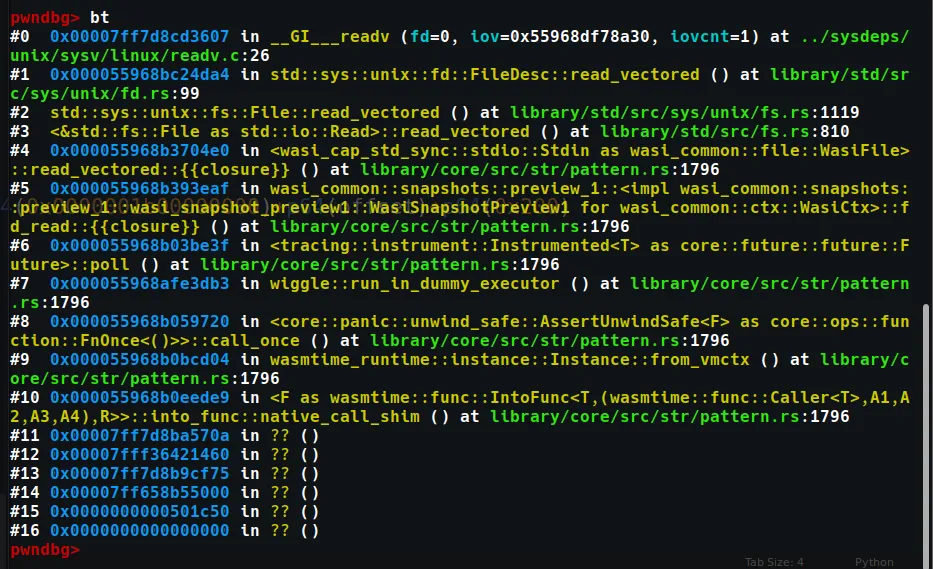 pwndbg> bt
#0  0x00007ff7d8cd3607 in __GI___readv (fd=0, iov=0x55968df78a30, iovcnt=1) at ../sysdeps/
unix/sysv/linux/readv.c:26
#1  0x000055968bc24da4 in std::sys::unix::fd::FileDesc::read_vectored () at library/std/sr
c/sys/unix/fd.rs:99
#2  std::sys::unix::fs::File::read_vectored () at library/std/src/sys/unix/fs.rs:1119
#3  <&std::fs::File as std::io::Read>::read_vectored () at library/std/src/fs.rs:810
#4  0x000055968b3704e0 in <wasi_cap_std_sync::stdio::Stdin as wasi_common::file::WasiFile>
::read_vectored::{{closure}} () at library/core/src/str/pattern.rs:1796
#5  0x000055968b393eaf in wasi_common::snapshots::preview_1::<impl wasi_common::snapshots:
:preview_1::wasi_snapshot_preview1::WasiSnapshotPreview1 for wasi_common::ctx::WasiCtx>::f
d_read::{{closure}} () at library/core/src/str/pattern.rs:1796
#6  0x000055968b03be3f in <tracing::instrument::Instrumented<T> as core::future::future::F
uture>::poll () at library/core/src/str/pattern.rs:1796
#7  0x000055968afe3db3 in wiggle::run_in_dummy_executor () at library/core/src/str/pattern
.rs:1796
#8  0x000055968b059720 in <core::panic::unwind_safe::AssertUnwindSafe<F> as core::ops::fun
ction::FnOnce<()>>::call_once () at library/core/src/str/pattern.rs:1796
#9  0x000055968b0bcd04 in wasmtime_runtime::instance::Instance::from_vmctx () at library/c
ore/src/str/pattern.rs:1796
#10 0x000055968b0eede9 in <F as wasmtime::func::IntoFunc<T,(wasmtime::func::Caller<T>,A1,A
2,A3,A4),R>>::into_func::native_call_shim () at library/core/src/str/pattern.rs:1796
#11 0x00007ff7d8ba570a in ?? ()
#12 0x00007fff36421460 in ?? ()
#13 0x00007ff7d8b9cf75 in ?? ()
#14 0x00007ff658b55000 in ?? ()
#15 0x0000000000501c50 in ?? ()
#16 0x0000000000000000 in ?? ()
pwndbg>
Tab Size: 4 Python